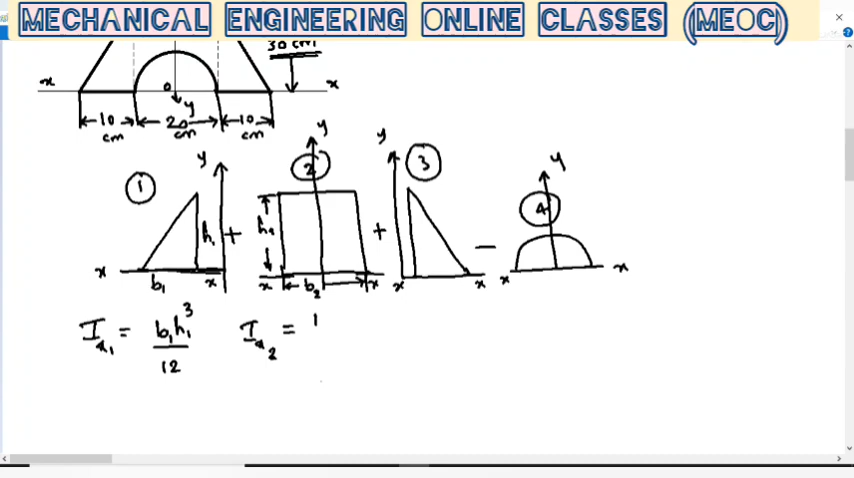 MECHANICAL ENGINEERING ONLINE CLASSES (MEOC)
30 cm
x o x
y
10 cm 20 cm 10 cm
1 y 2 y y 3 4 y
h₁ + h₂ + −
x b₁ x x b₂ x x x x x
Iₓ₁ = b₁h₁³/12 Iₓ₂ = 1